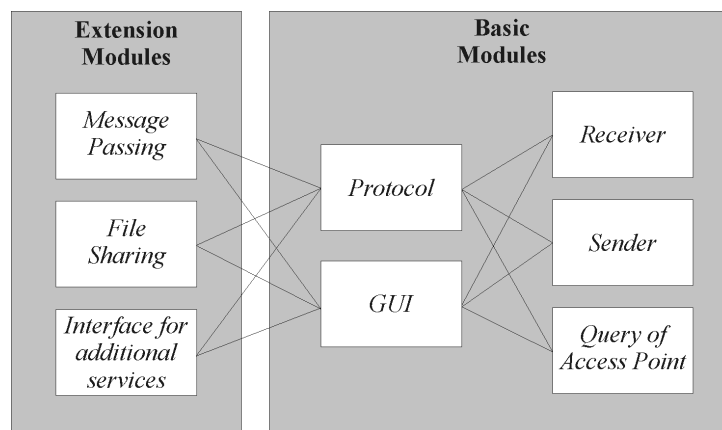 Extension
Modules
Message
Passing
File
Sharing
Interface for
additional
services
Basic
Modules
Protocol
GUI
Receiver
Sender
Query of
Access Point